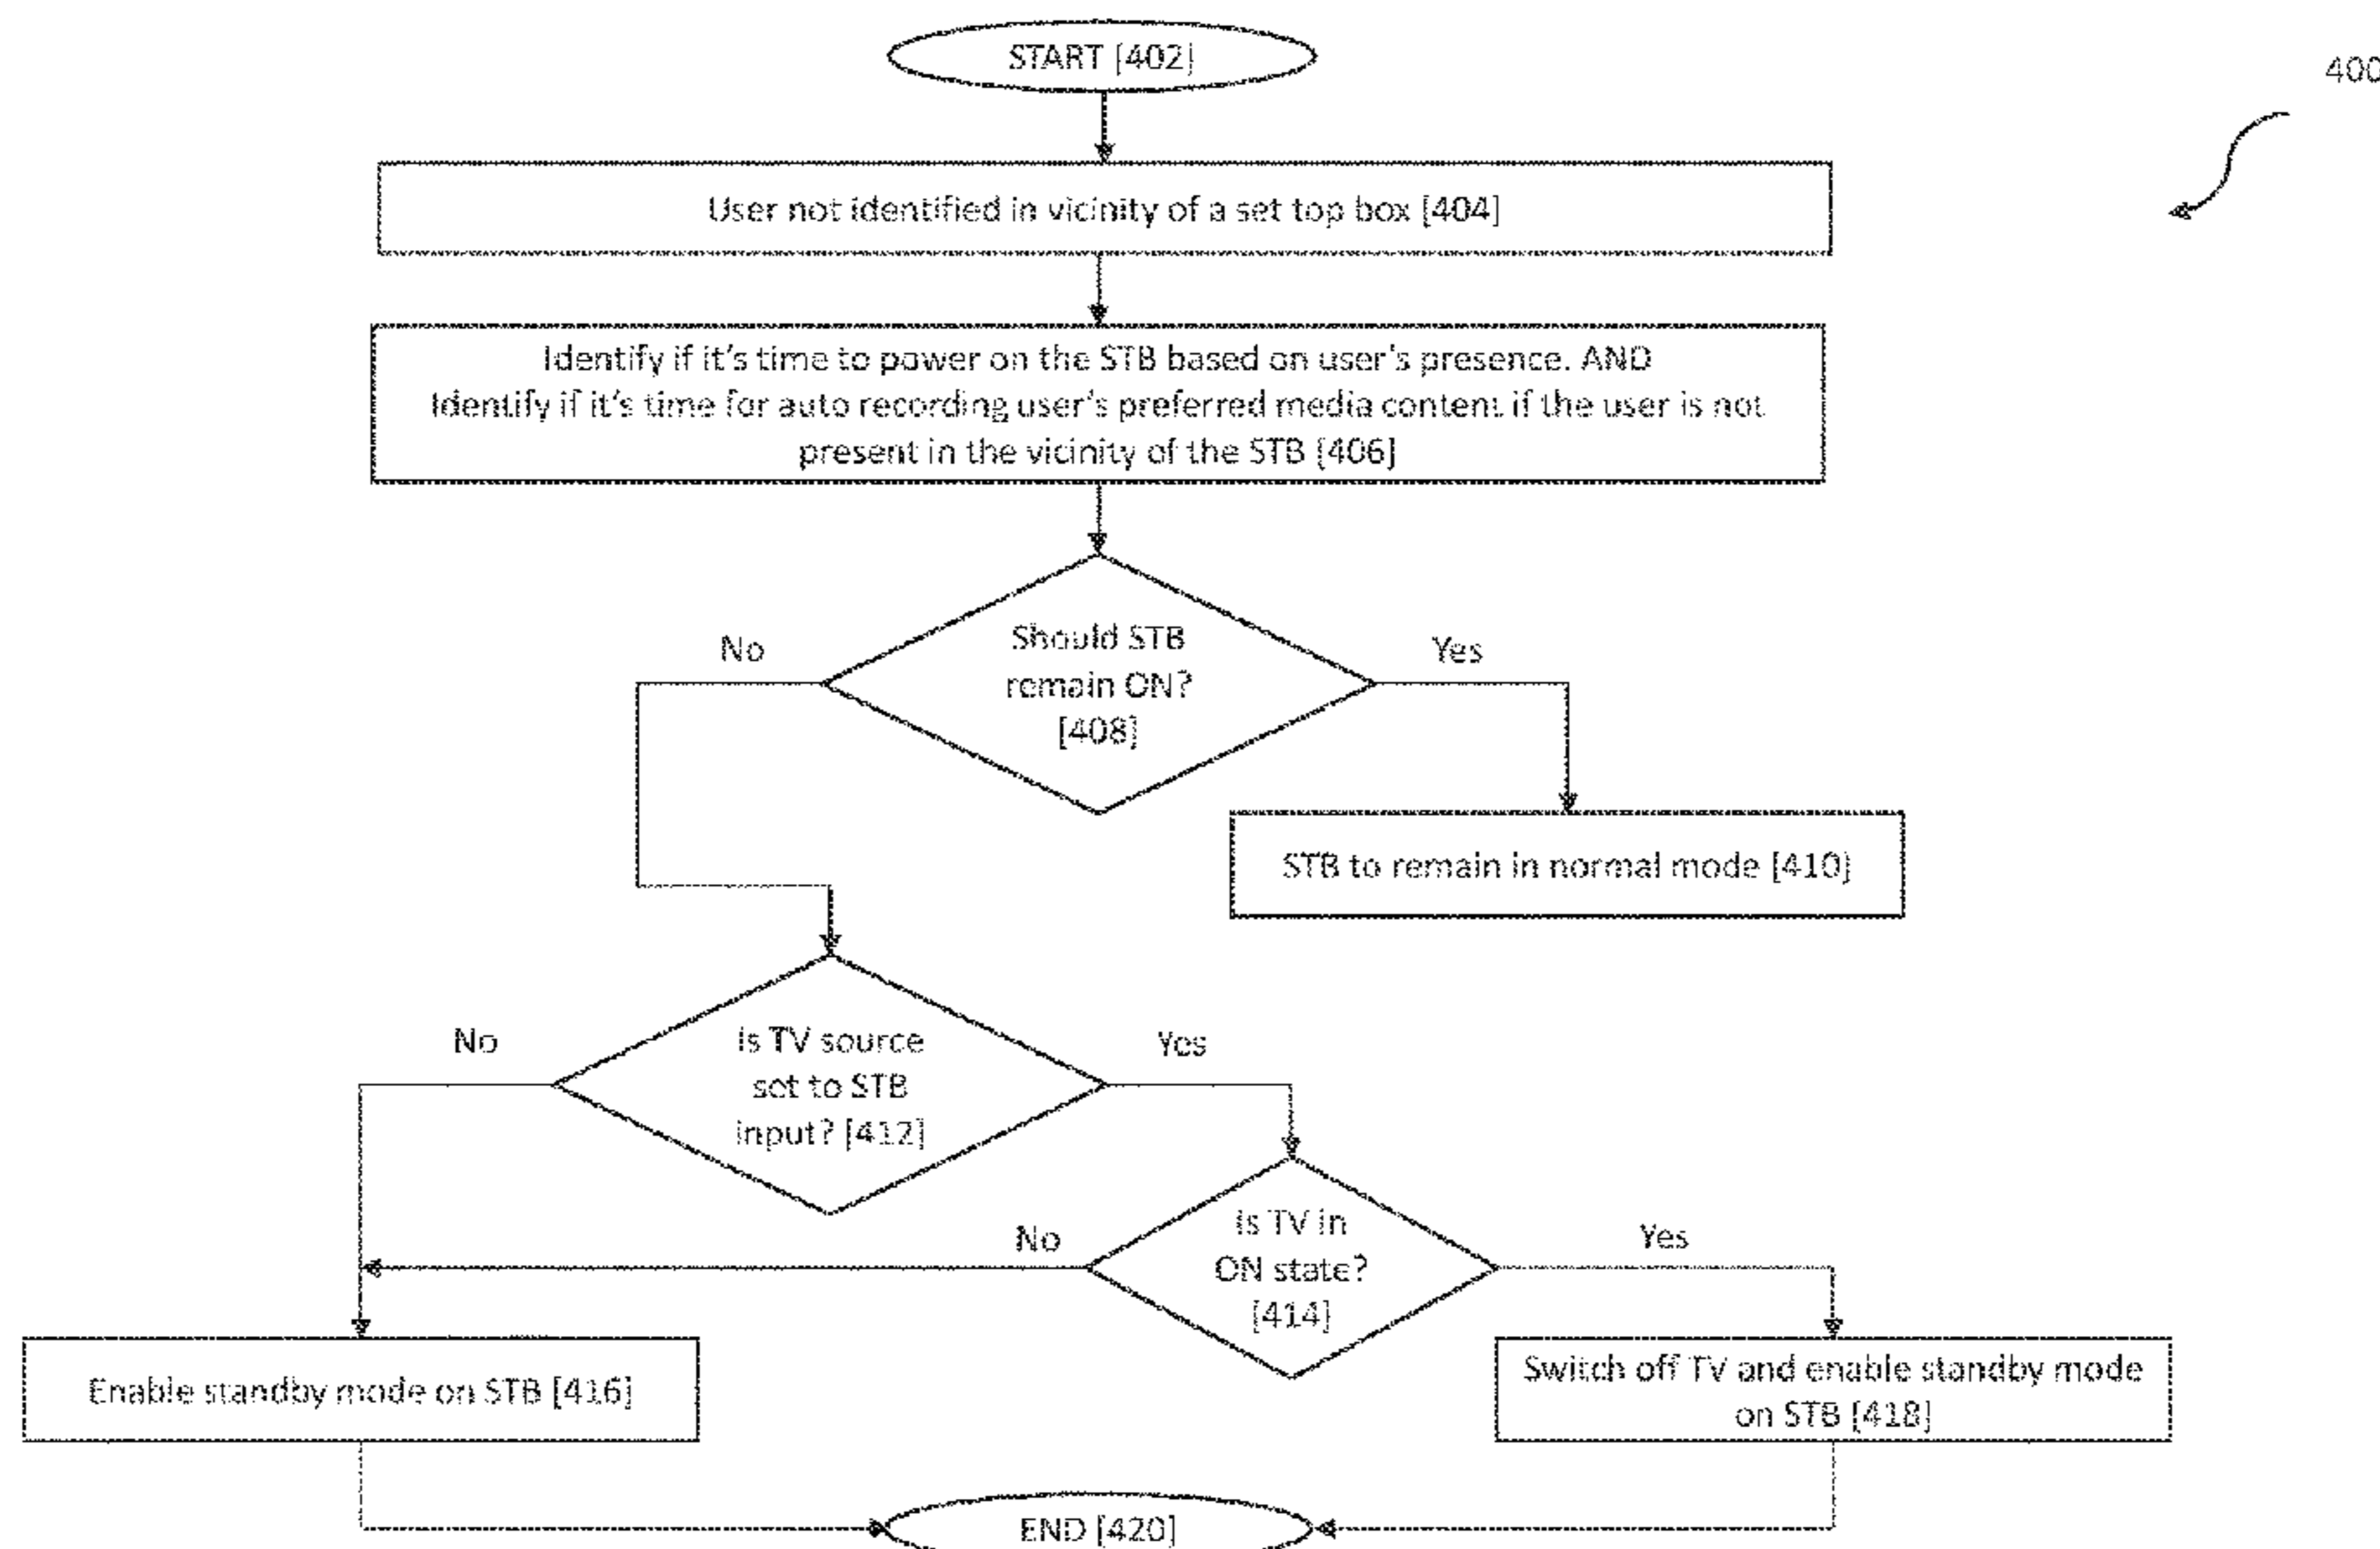 START [402]
400
User not identified in vicinity of a set top box [404]
Identify if it's time to power on the STB based on user's presence. AND
Identify if it's time for auto recording user's preferred media content if the user is not
present in the vicinity of the STB [406]
No
Should STB
remain ON?
[408]
Yes
STB to remain in normal mode [410]
No
Is TV source
set to STB
input? [412]
Yes
No
Is TV in
ON state?
[414]
Yes
Enable standby mode on STB [416]
Switch off TV and enable standby mode
on STB [418]
END [420]